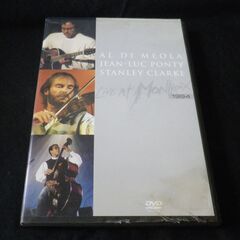 AL DI MEOLA
JEAN-LUC PONTY
STANLEY CLARKE
LIVE AT Montreux
1994
DVD